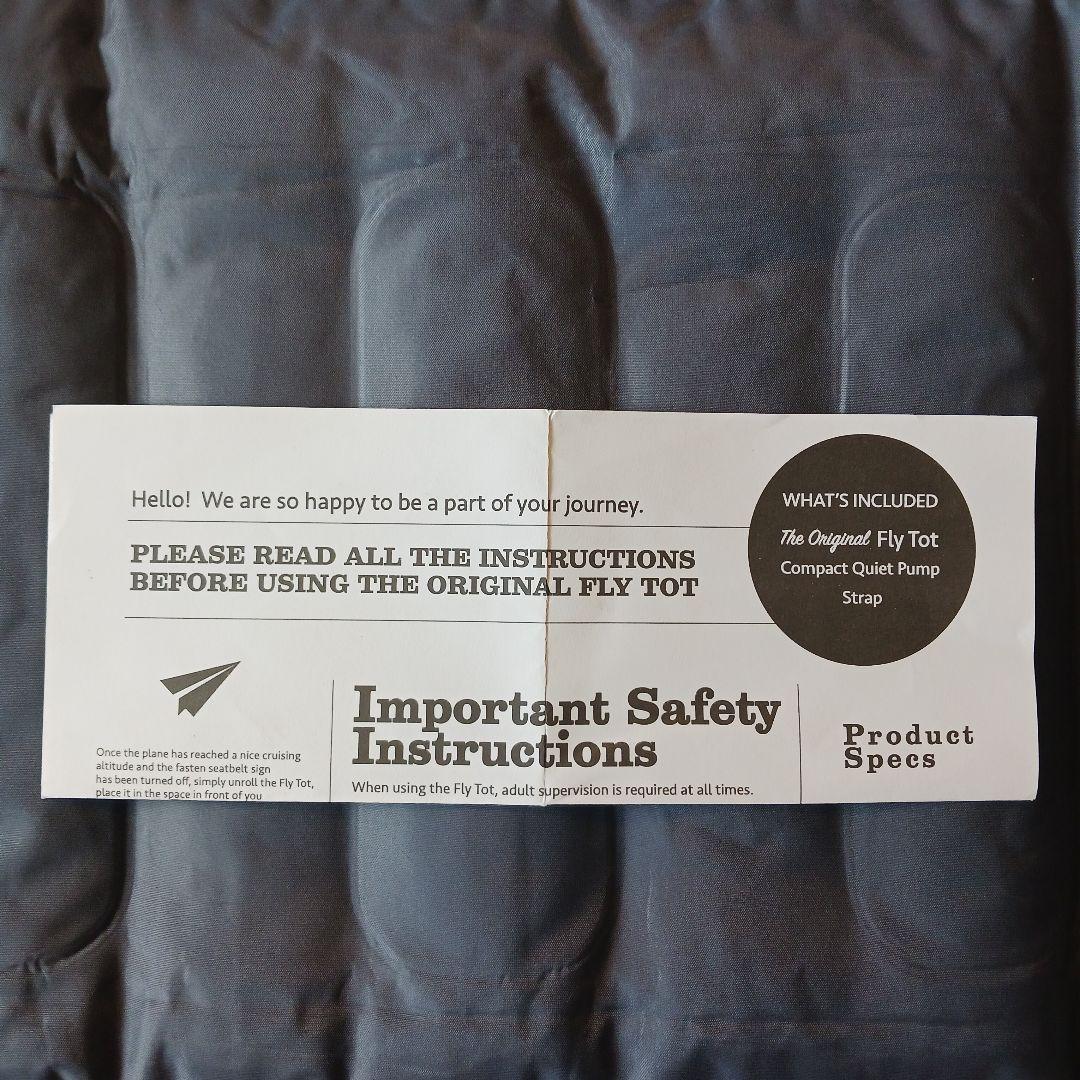 Hello! We are so happy to be a part of your journey.
PLEASE READ ALL THE INSTRUCTIONS
BEFORE USING THE ORIGINAL FLY TOT
WHAT'S INCLUDED
The Original Fly Tot
Compact Quiet Pump
Strap
Once the plane has reached a nice cruising
altitude and the fasten seatbelt sign
has been turned off, simply unroll the Fly Tot,
place it in the space in front of you
Important Safety
Instructions
When using the Fly Tot, adult supervision is required at all times.
Product
Specs